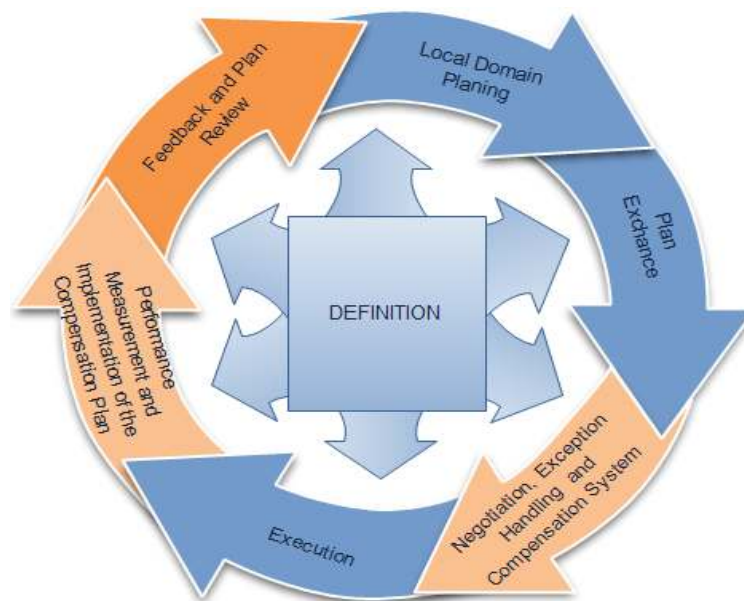 Local Domain
Planing
Plan
Exchance
Negotiation, Exception
Handling and
Compensation System
Execution
Performance
Measurement and
Implementation of the
Compensation Plan
Feedback and Plan
Review
DEFINITION